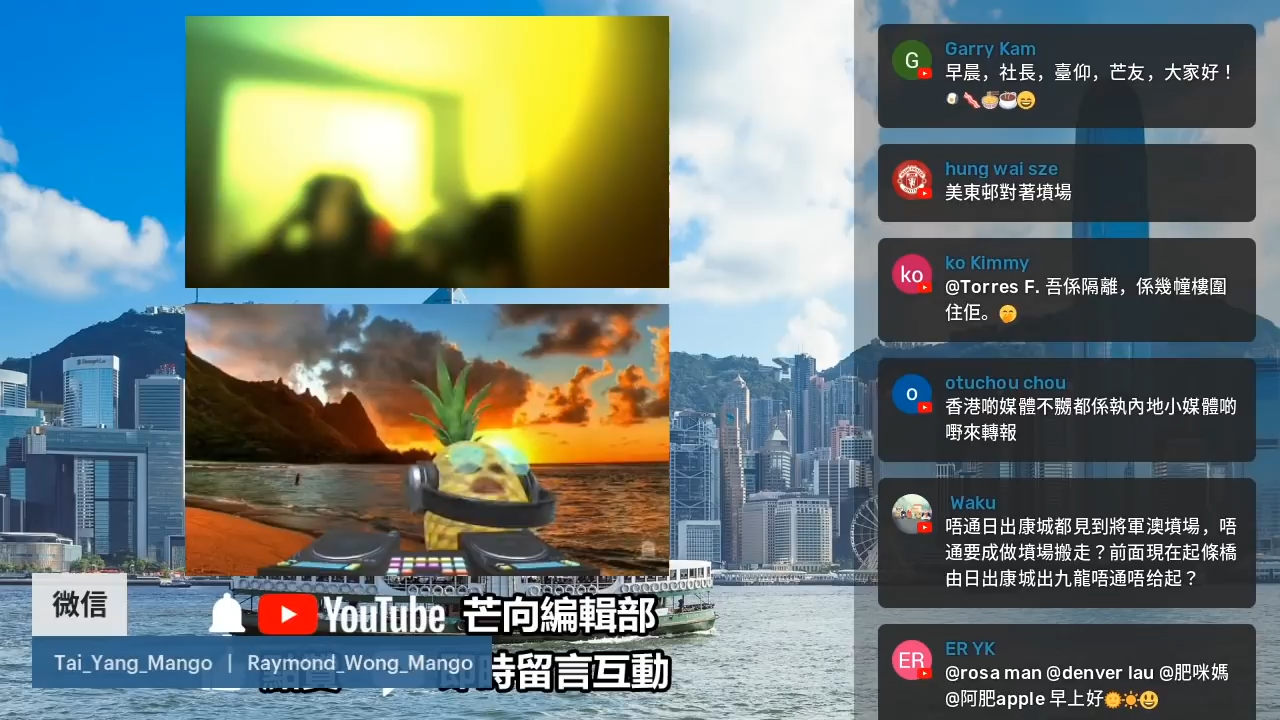 Garry Kam
早晨，社長，臺仰，芒友，大家好！
hung wai sze
美東邨對著墳場
ko Kimmy
@Torres F. 吾係隔離，係幾幢樓圍
住佢。
otuchou chou
香港啲媒體不嬲都係執內地小媒體啲
嘢來轉報
Waku
唔通日出康城都見到將軍澳墳場，唔
通要成做墳場搬走？前面現在起條橋
由日出康城出九龍唔通唔给起？
ER YK
@rosa man @denver lau @肥咪媽
@阿肥apple 早上好
微信
YouTube 芒向編輯部
Tai_Yang_Mango | Raymond_Wong_Mango
即時留言互動